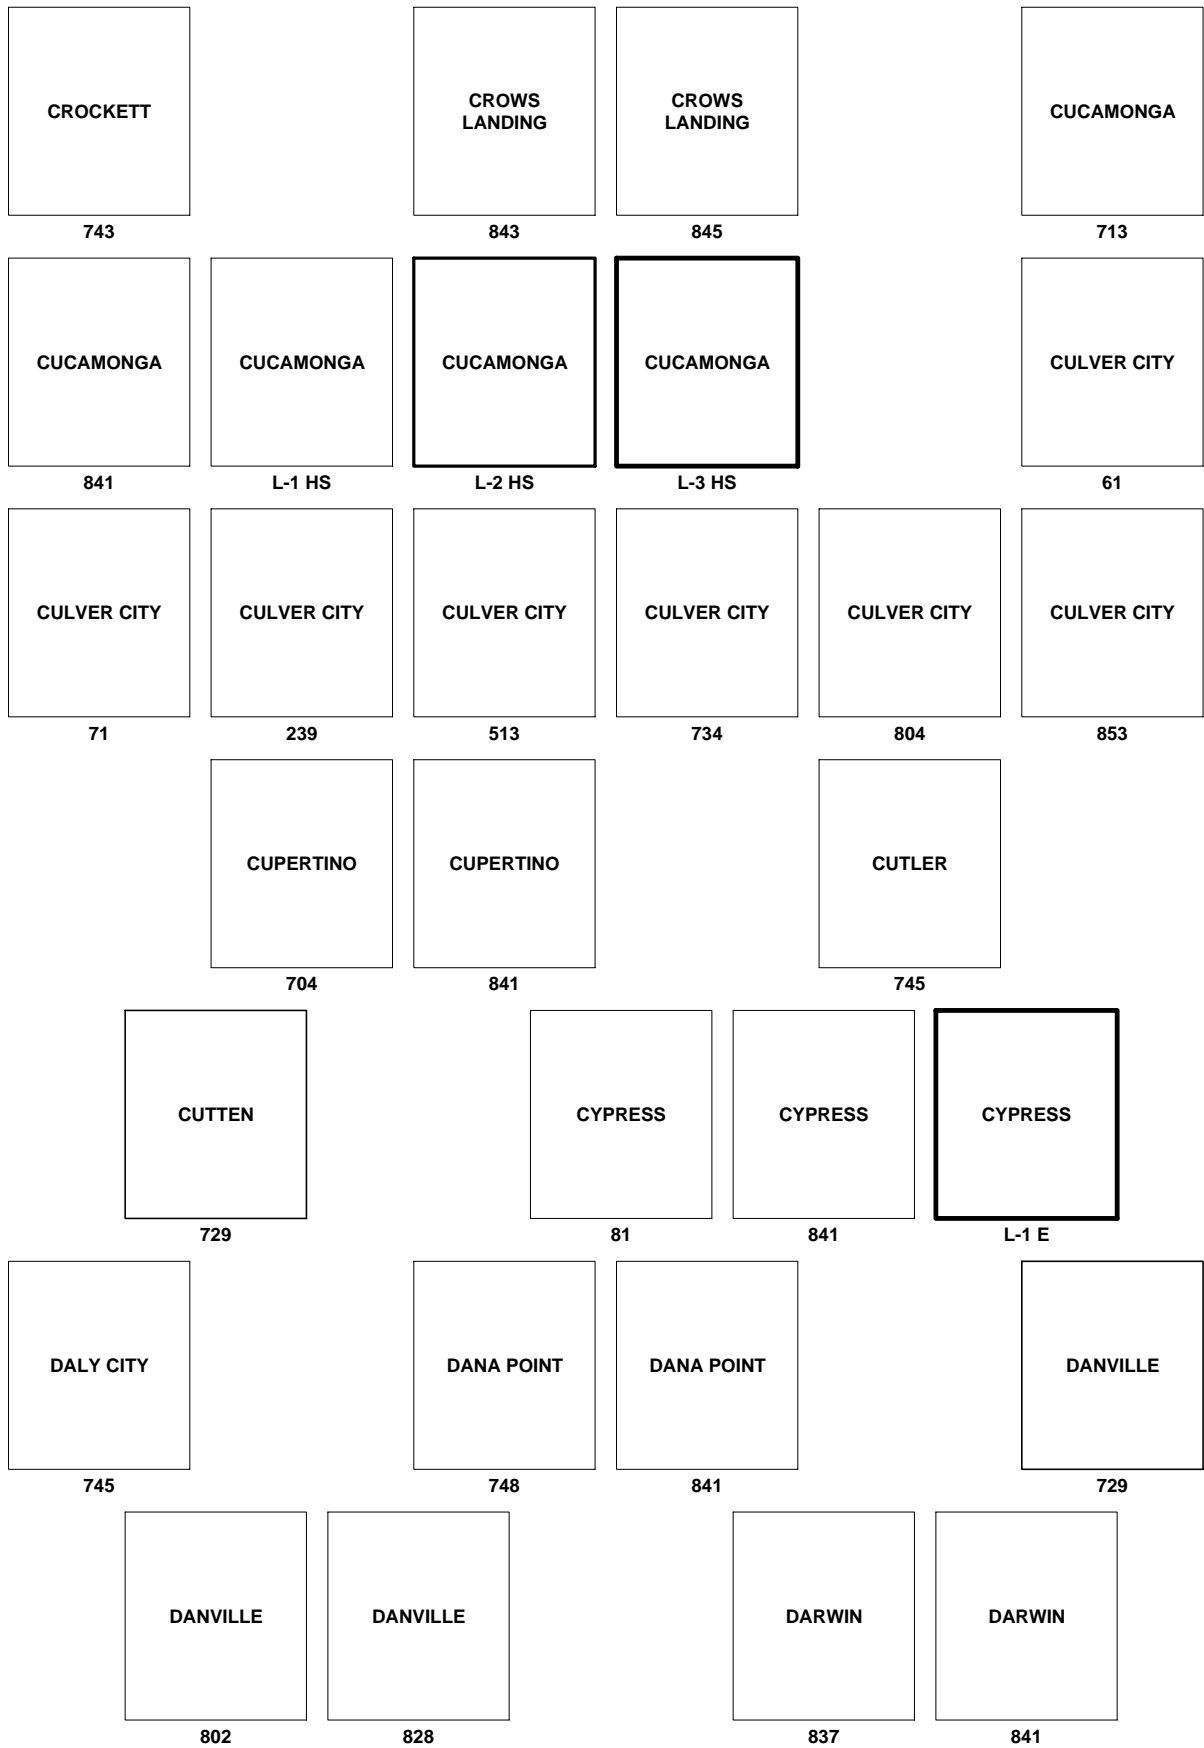 CROCKETT
743
CROWS
LANDING
843
CROWS
LANDING
845
CUCAMONGA
713
CUCAMONGA
841
CUCAMONGA
L-1 HS
CUCAMONGA
L-2 HS
CUCAMONGA
L-3 HS
CULVER CITY
61
CULVER CITY
71
CULVER CITY
239
CULVER CITY
513
CULVER CITY
734
CULVER CITY
804
CULVER CITY
853
CUPERTINO
704
CUPERTINO
841
CUTLER
745
CUTTEN
729
CYPRESS
81
CYPRESS
841
CYPRESS
L-1 E
DALY CITY
745
DANA POINT
748
DANA POINT
841
DANVILLE
729
DANVILLE
802
DANVILLE
828
DARWIN
837
DARWIN
841